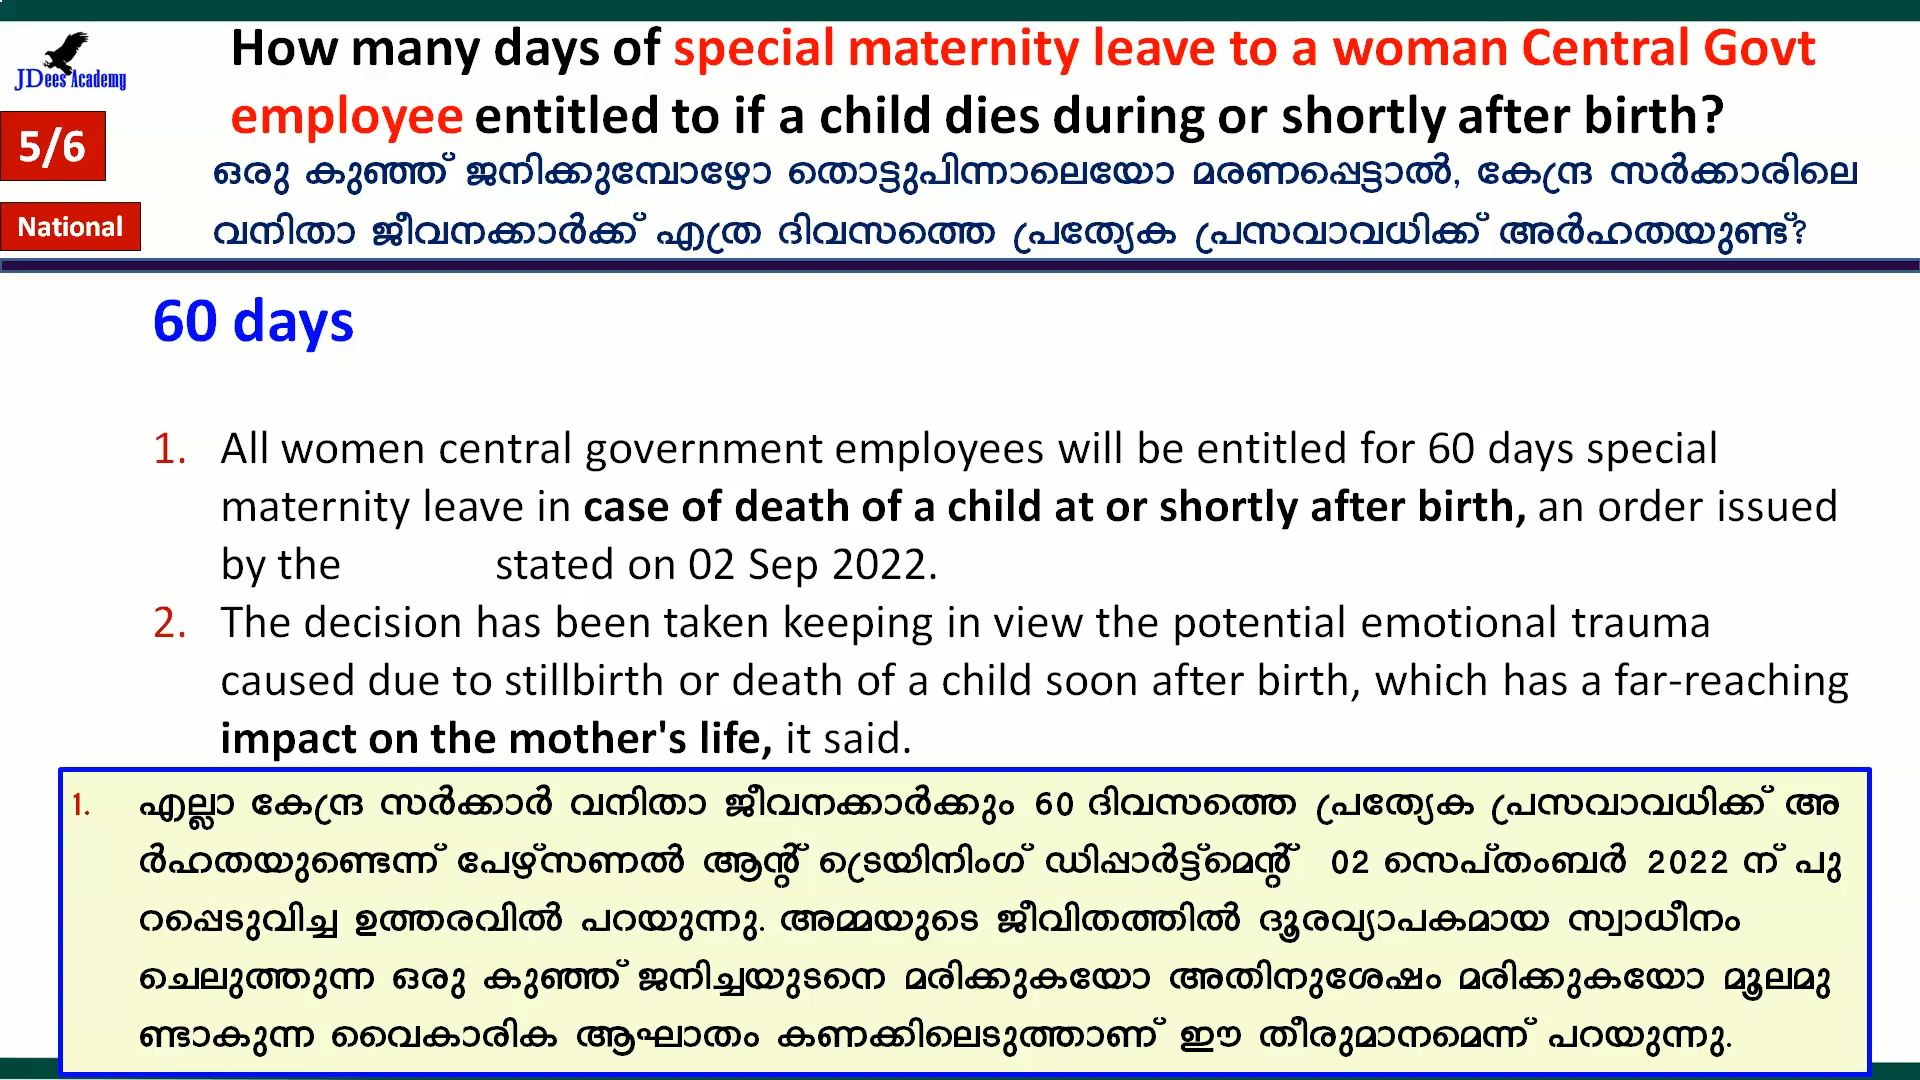 How many days of special maternity leave to a woman Central Govt
employee entitled to if a child dies during or shortly after birth?
JDees Academy
5/6
ഒരു കുഞ്ഞ് ജനിക്കുമ്പോഴോ തൊട്ടുപിന്നാലെയോ മരണപ്പെട്ടാൽ, കേന്ദ്ര സർക്കാരിലെ
National
വനിതാ ജീവനക്കാർക്ക് എത്ര ദിവസത്തെ പ്രത്യേക പ്രസവാവധിക്ക് അർഹതയുണ്ട്?
60 days
1. All women central government employees will be entitled for 60 days special
maternity leave in case of death of a child at or shortly after birth, an order issued
by the stated on 02 Sep 2022.
2. The decision has been taken keeping in view the potential emotional trauma
caused due to stillbirth or death of a child soon after birth, which has a far-reaching
impact on the mother's life, it said.
1. എല്ലാ കേന്ദ്ര സർക്കാർ വനിതാ ജീവനക്കാർക്കും 60 ദിവസത്തെ പ്രത്യേക പ്രസവാവധിക്ക് അ
ർഹതയുണ്ടെന്ന് പേഴ്സണൽ ആന്റ് ട്രെയിനിംഗ് ഡിപ്പാർട്ട്മെന്റ് 02 സെപ്തംബർ 2022 ന് പു
റപ്പെടുവിച്ച ഉത്തരവിൽ പറയുന്നു. അമ്മയുടെ ജീവിതത്തിൽ ദൂരവ്യാപകമായ സ്വാധീനം
ചെലുത്തുന്ന ഒരു കുഞ്ഞ് ജനിച്ചയുടനെ മരിക്കുകയോ അതിനുശേഷം മരിക്കുകയോ മൂലമു
ണ്ടാകുന്ന വൈകാരിക ആഘാതം കണക്കിലെടുത്താണ് ഈ തീരുമാനമെന്ന് പറയുന്നു.